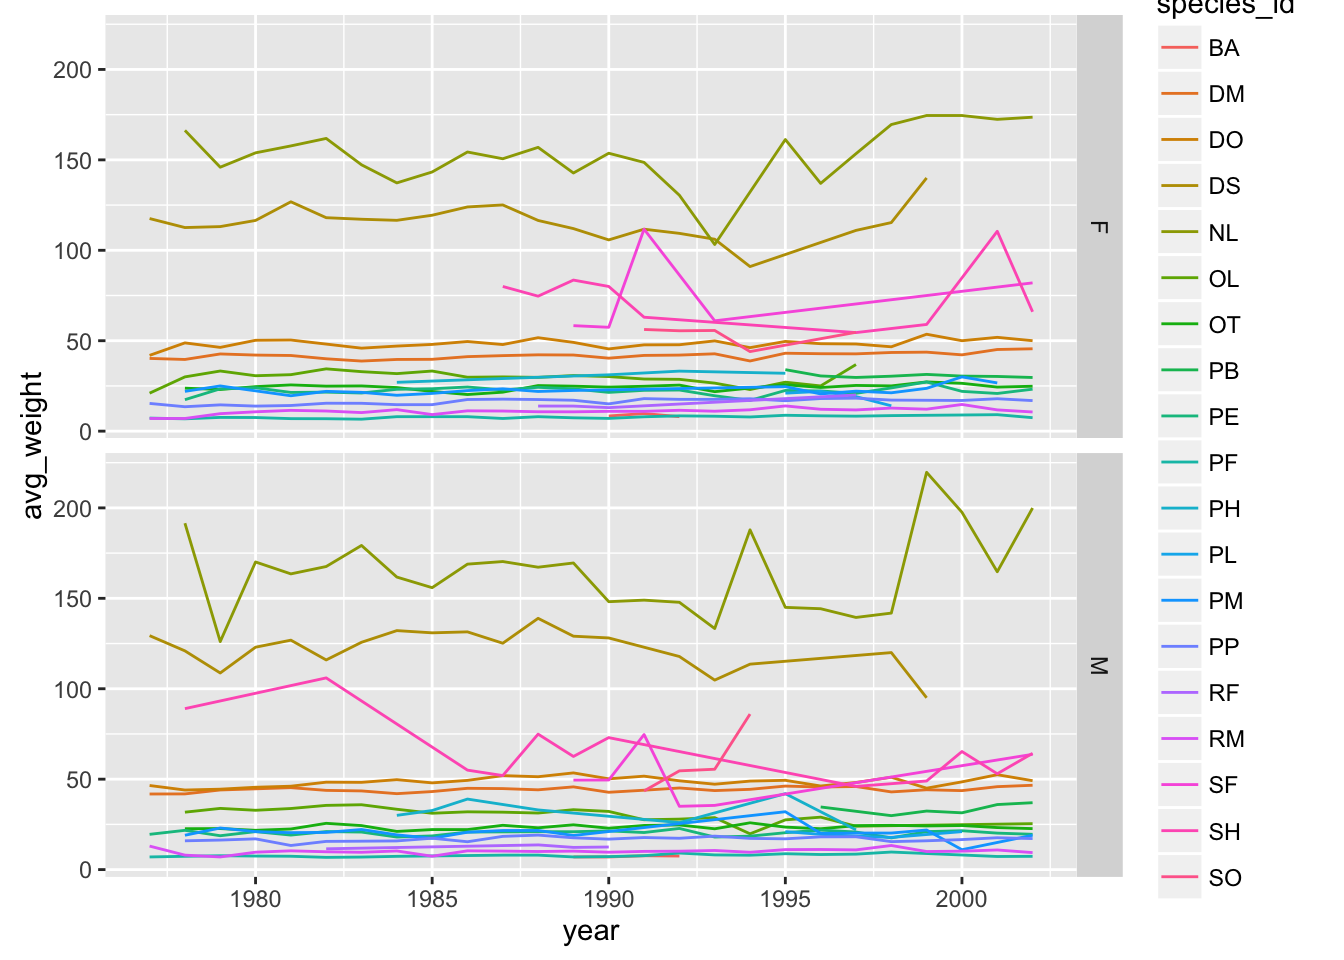 species_id
BA
DM
DO
DS
NL
OL
OT
PB
PE
PF
PH
PL
PM
PP
RF
RM
SF
SH
SO
avg_weight
200
150
100
50
0
F
200
150
100
50
0
M
1980 1985 1990 1995 2000
year